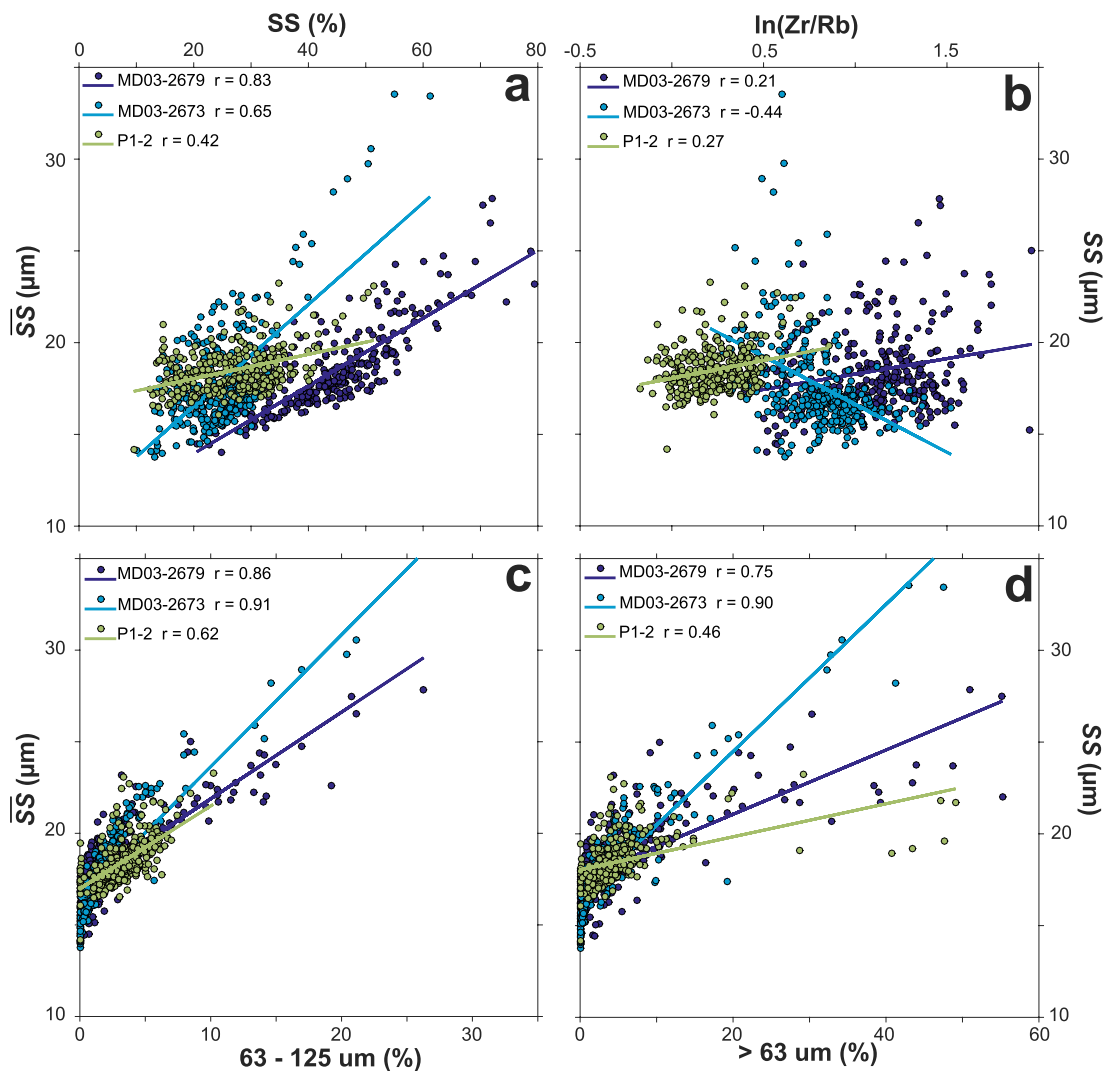 SS (%)
0 20 40 60 80
a
MD03-2679 r = 0.83
MD03-2673 r = 0.65
P1-2 r = 0.42
30
20
10
SS (µm)
ln(Zr/Rb)
-0.5 0.5 1.5
b
MD03-2679 r = 0.21
MD03-2673 r = -0.44
P1-2 r = 0.27
30
20
10
SS (µm)
c
MD03-2679 r = 0.86
MD03-2673 r = 0.91
P1-2 r = 0.62
30
20
10
SS (µm)
0 10 20 30
63 - 125 um (%)
d
MD03-2679 r = 0.75
MD03-2673 r = 0.90
P1-2 r = 0.46
30
20
10
SS (µm)
0 20 40 60
> 63 um (%)